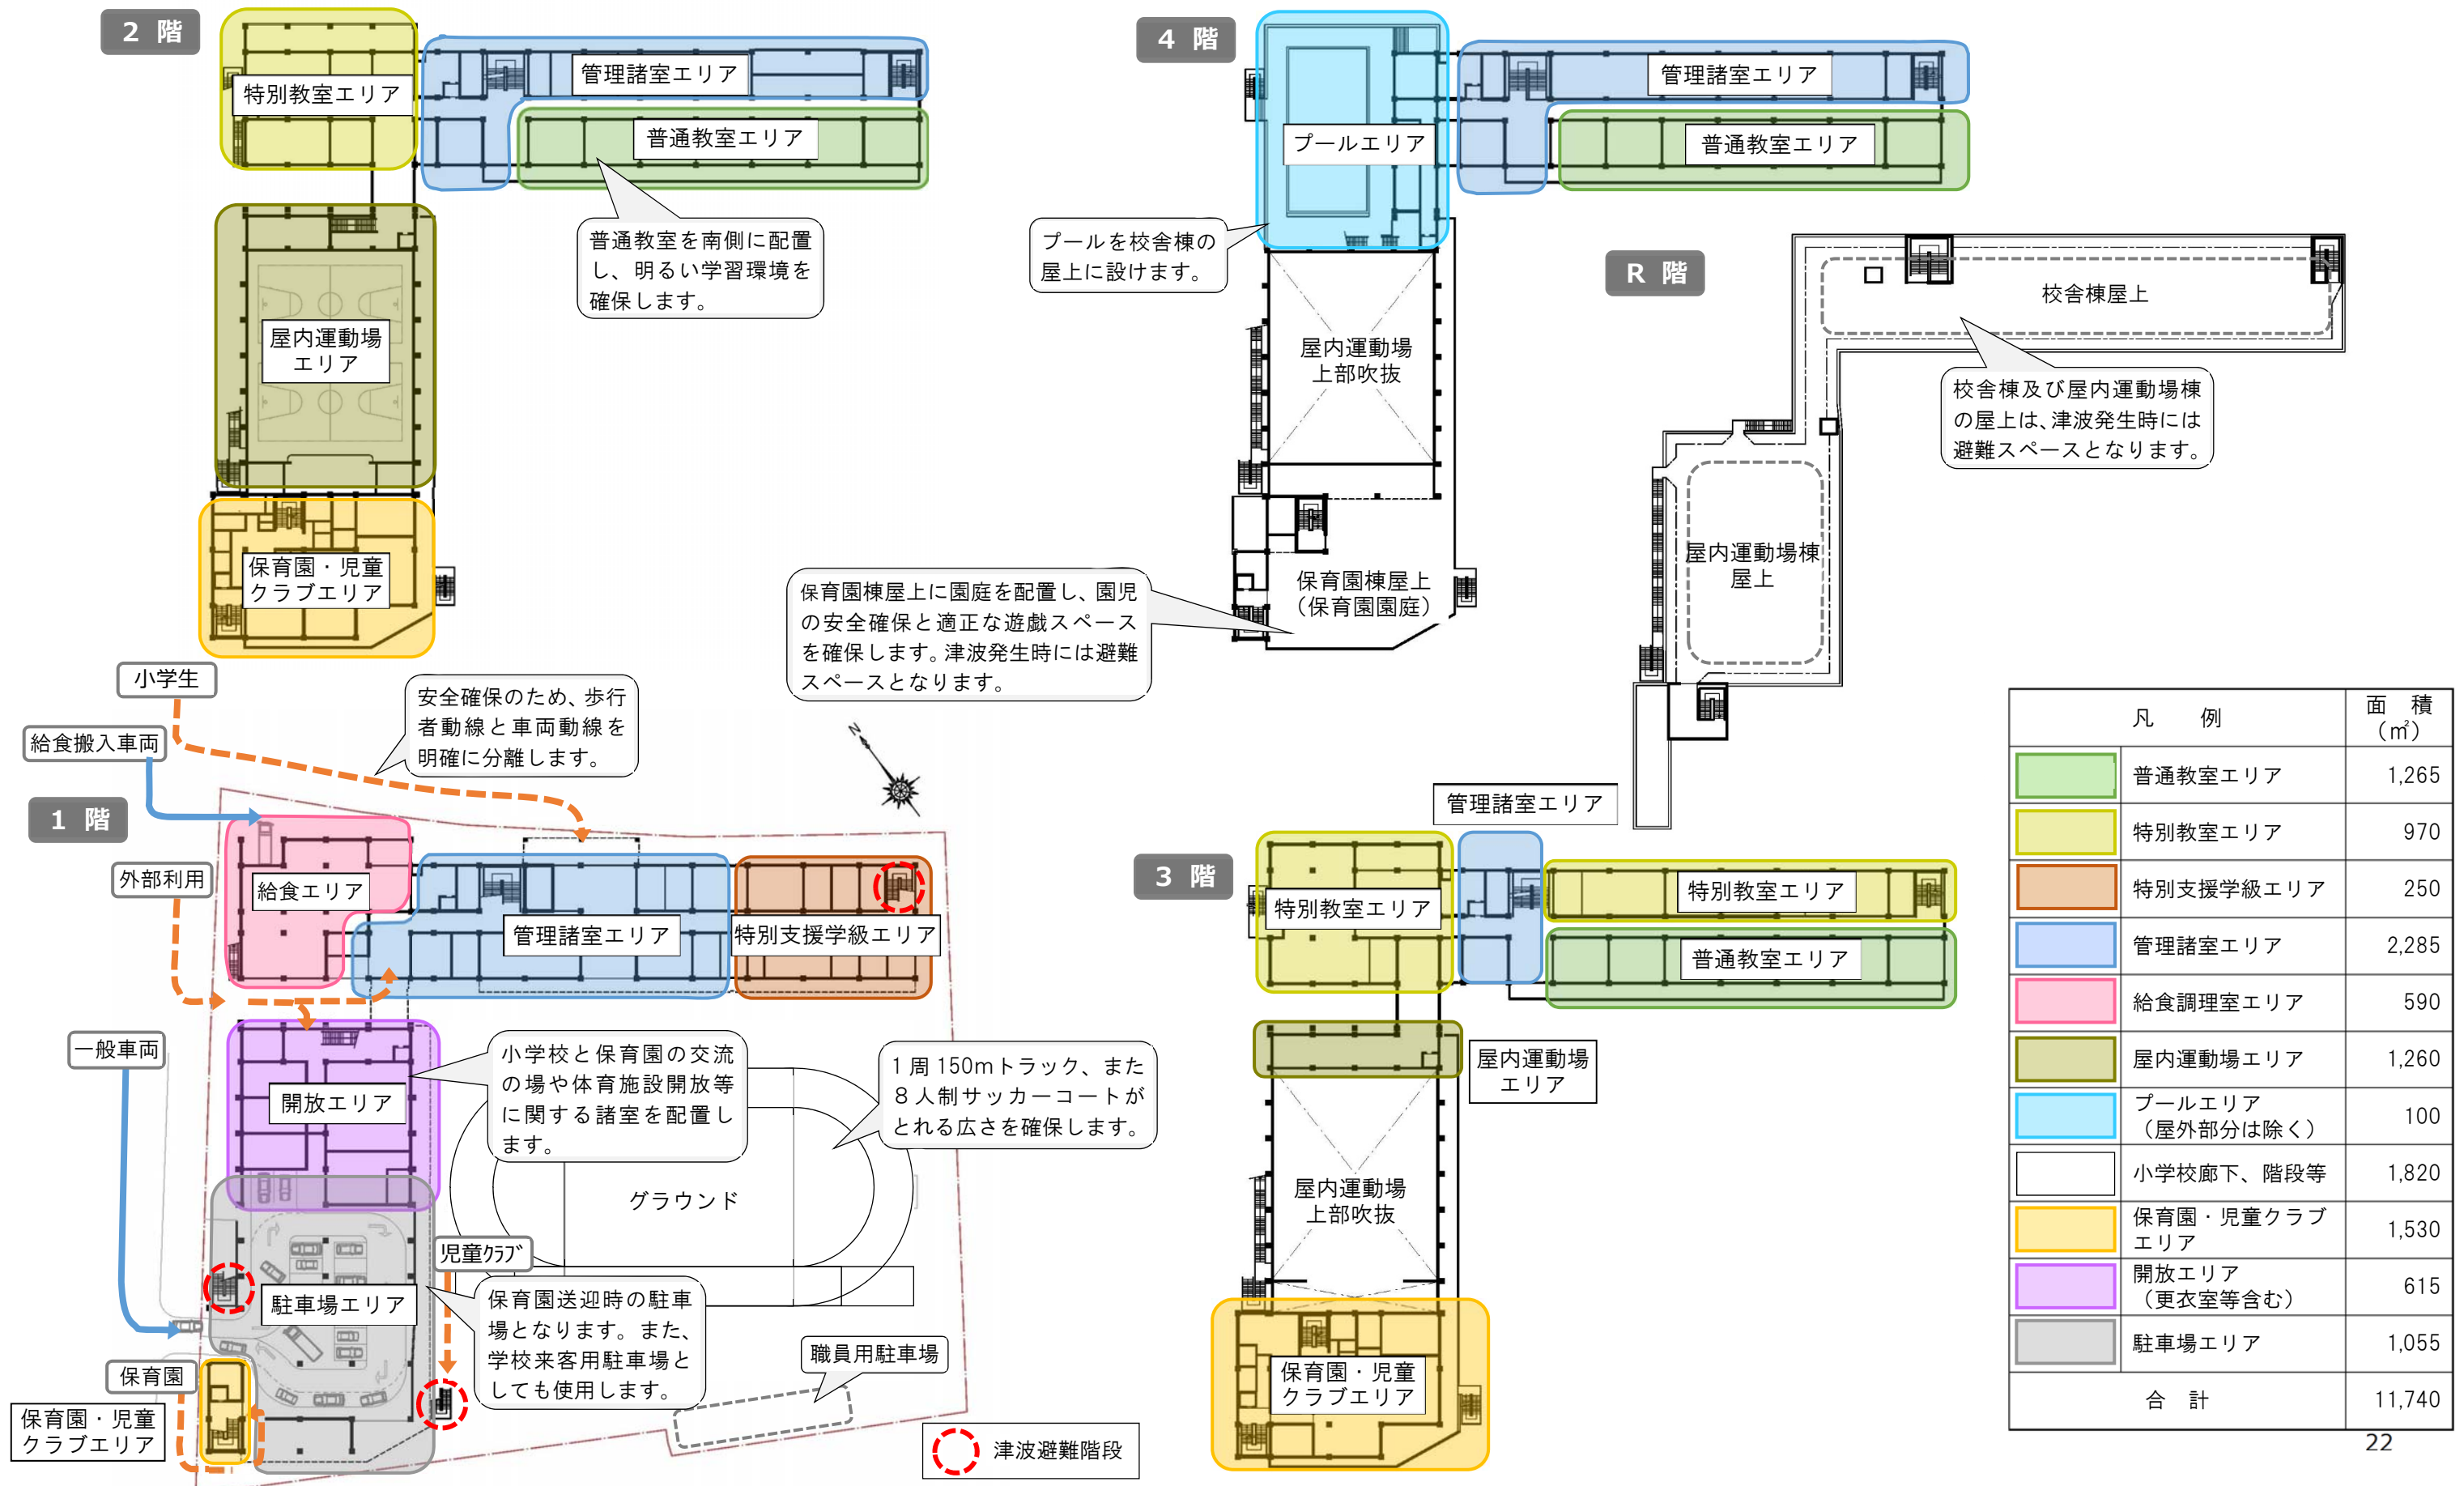 2 階
特別教室エリア
管理諸室エリア
普通教室エリア
普通教室を南側に配置
し、明るい学習環境を
確保します。
屋内運動場
エリア
保育園・児童
クラブエリア
4 階
プールエリア
管理諸室エリア
普通教室エリア
プールを校舎棟の
屋上に設けます。
屋内運動場
上部吹抜
保育園棟屋上
（保育園園庭）
保育園棟屋上に園庭を配置し、園児
の安全確保と適正な遊戯スペース
を確保します。津波発生時には避難
スペースとなります。
R 階
校舎棟屋上
校舎棟及び屋内運動場棟
の屋上は、津波発生時には
避難スペースとなります。
屋内運動場棟
屋上
1 階
小学生
給食搬入車両
安全確保のため、歩行
者動線と車両動線を
明確に分離します。
N
外部利用
給食エリア
管理諸室エリア
特別支援学級エリア
一般車両
開放エリア
小学校と保育園の交流
の場や体育施設開放等
に関する諸室を配置し
ます。
1周150mトラック、また
8人制サッカーコートが
とれる広さを確保します。
グラウンド
児童ｸﾗﾌﾞ
駐車場エリア
保育園送迎時の駐車
場となります。また、
学校来客用駐車場と
しても使用します。
職員用駐車場
保育園
保育園・児童
クラブエリア
津波避難階段
3 階
管理諸室エリア
特別教室エリア
特別教室エリア
普通教室エリア
屋内運動場
エリア
屋内運動場
上部吹抜
保育園・児童
クラブエリア
凡 例 面 積
（㎡）
普通教室エリア 1,265
特別教室エリア 970
特別支援学級エリア 250
管理諸室エリア 2,285
給食調理室エリア 590
屋内運動場エリア 1,260
プールエリア
（屋外部分は除く） 100
小学校廊下、階段等 1,820
保育園・児童クラブ
エリア 1,530
開放エリア
（更衣室等含む） 615
駐車場エリア 1,055
合 計 11,740
22